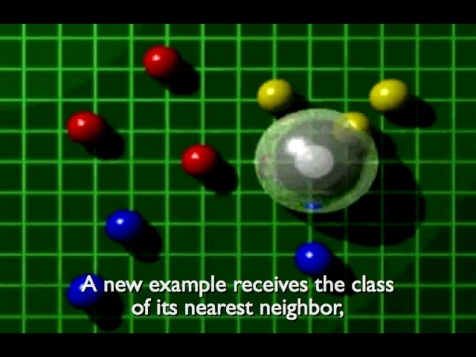 A new example receives the class
of its nearest neighbor,